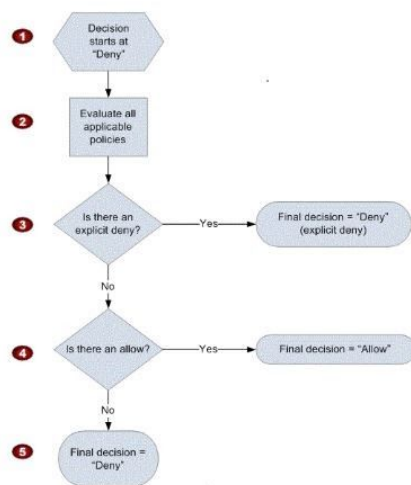 1
Decision
starts at
“Deny”
2
Evaluate all
applicable
policies
3
Is there an
explicit deny?
Yes
Final decision = “Deny”
(explicit deny)
No
4
Is there an allow?
Yes
Final decision = “Allow”
No
5
Final decision =
“Deny”